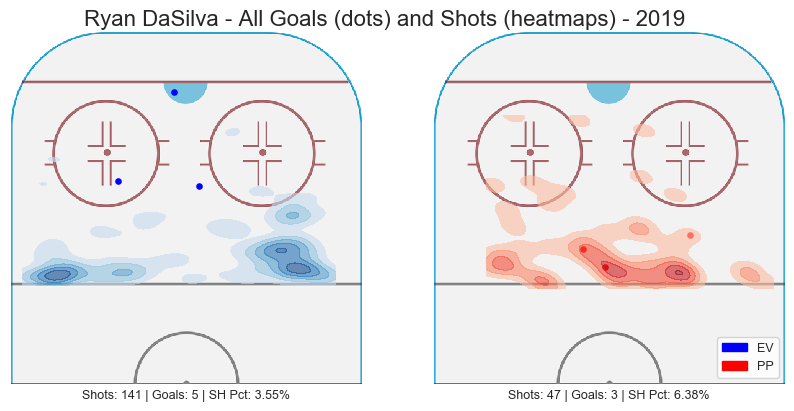 Ryan DaSilva - All Goals (dots) and Shots (heatmaps) - 2019
EV
PP
Shots: 141 | Goals: 5 | SH Pct: 3.55%
Shots: 47 | Goals: 3 | SH Pct: 6.38%